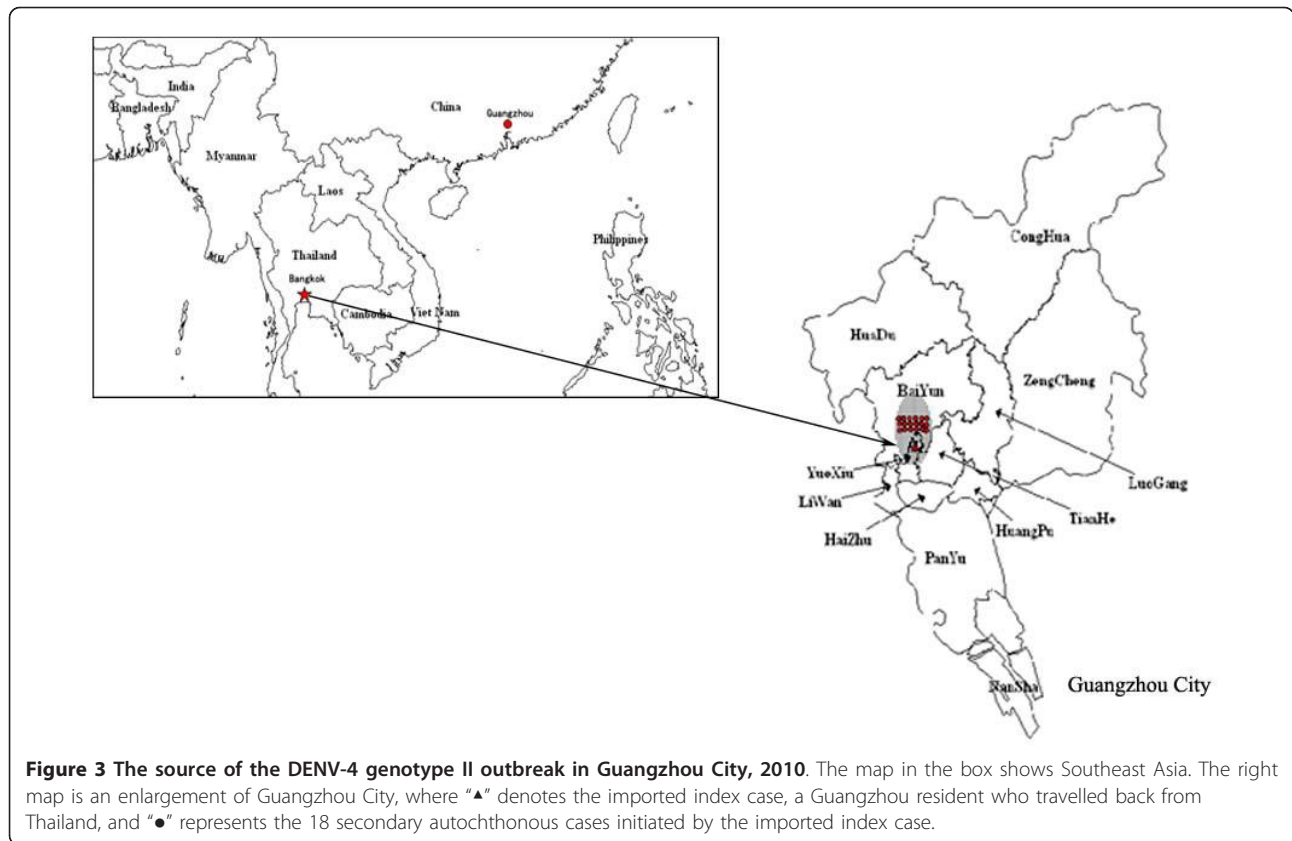 India
Bangladesh
China
Guangzhou
Myanmar
Laos
Thailand
Bangkok
Cambodia
Viet Nam
Philippines
CongHua
HuaDu
ZengCheng
BaiYun
YueXiu
LiWan
HaiZhu
LuoGang
TianHe
HuangPu
PanYu
NanSha
Guangzhou City
Figure 3 The source of the DENV-4 genotype II outbreak in Guangzhou City, 2010. The map in the box shows Southeast Asia. The right
map is an enlargement of Guangzhou City, where “▲” denotes the imported index case, a Guangzhou resident who travelled back from
Thailand, and “●” represents the 18 secondary autochthonous cases initiated by the imported index case.